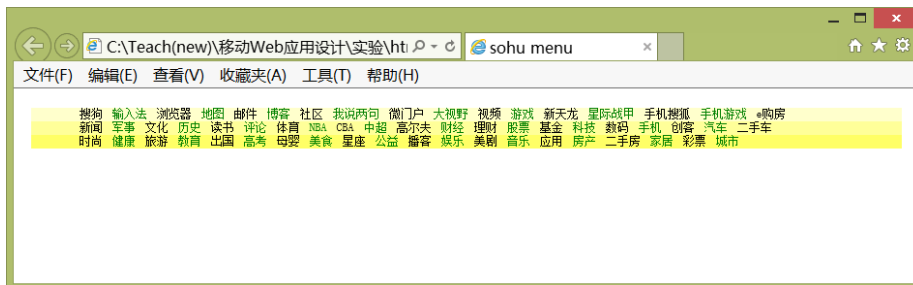 C:\Teach(new)\移动Web应用设计\实验\htı
sohu menu
文件(F) 编辑(E) 查看(V) 收藏夹(A) 工具(T) 帮助(H)
搜狗 输入法 浏览器 地图 邮件 博客 社区 我说两句 微门户 大视野 视频 游戏 新天龙 星际战甲 手机搜狐 手机游戏 e购房
新闻 军事 文化 历史 读书 评论 体育 NBA CBA 中超 高尔夫 财经 理财 股票 基金 科技 数码 手机 创客 汽车 二手车
时尚 健康 旅游 教育 出国 高考 母婴 美食 星座 公益 播客 娱乐 美剧 音乐 应用 房产 二手房 家居 彩票 城市